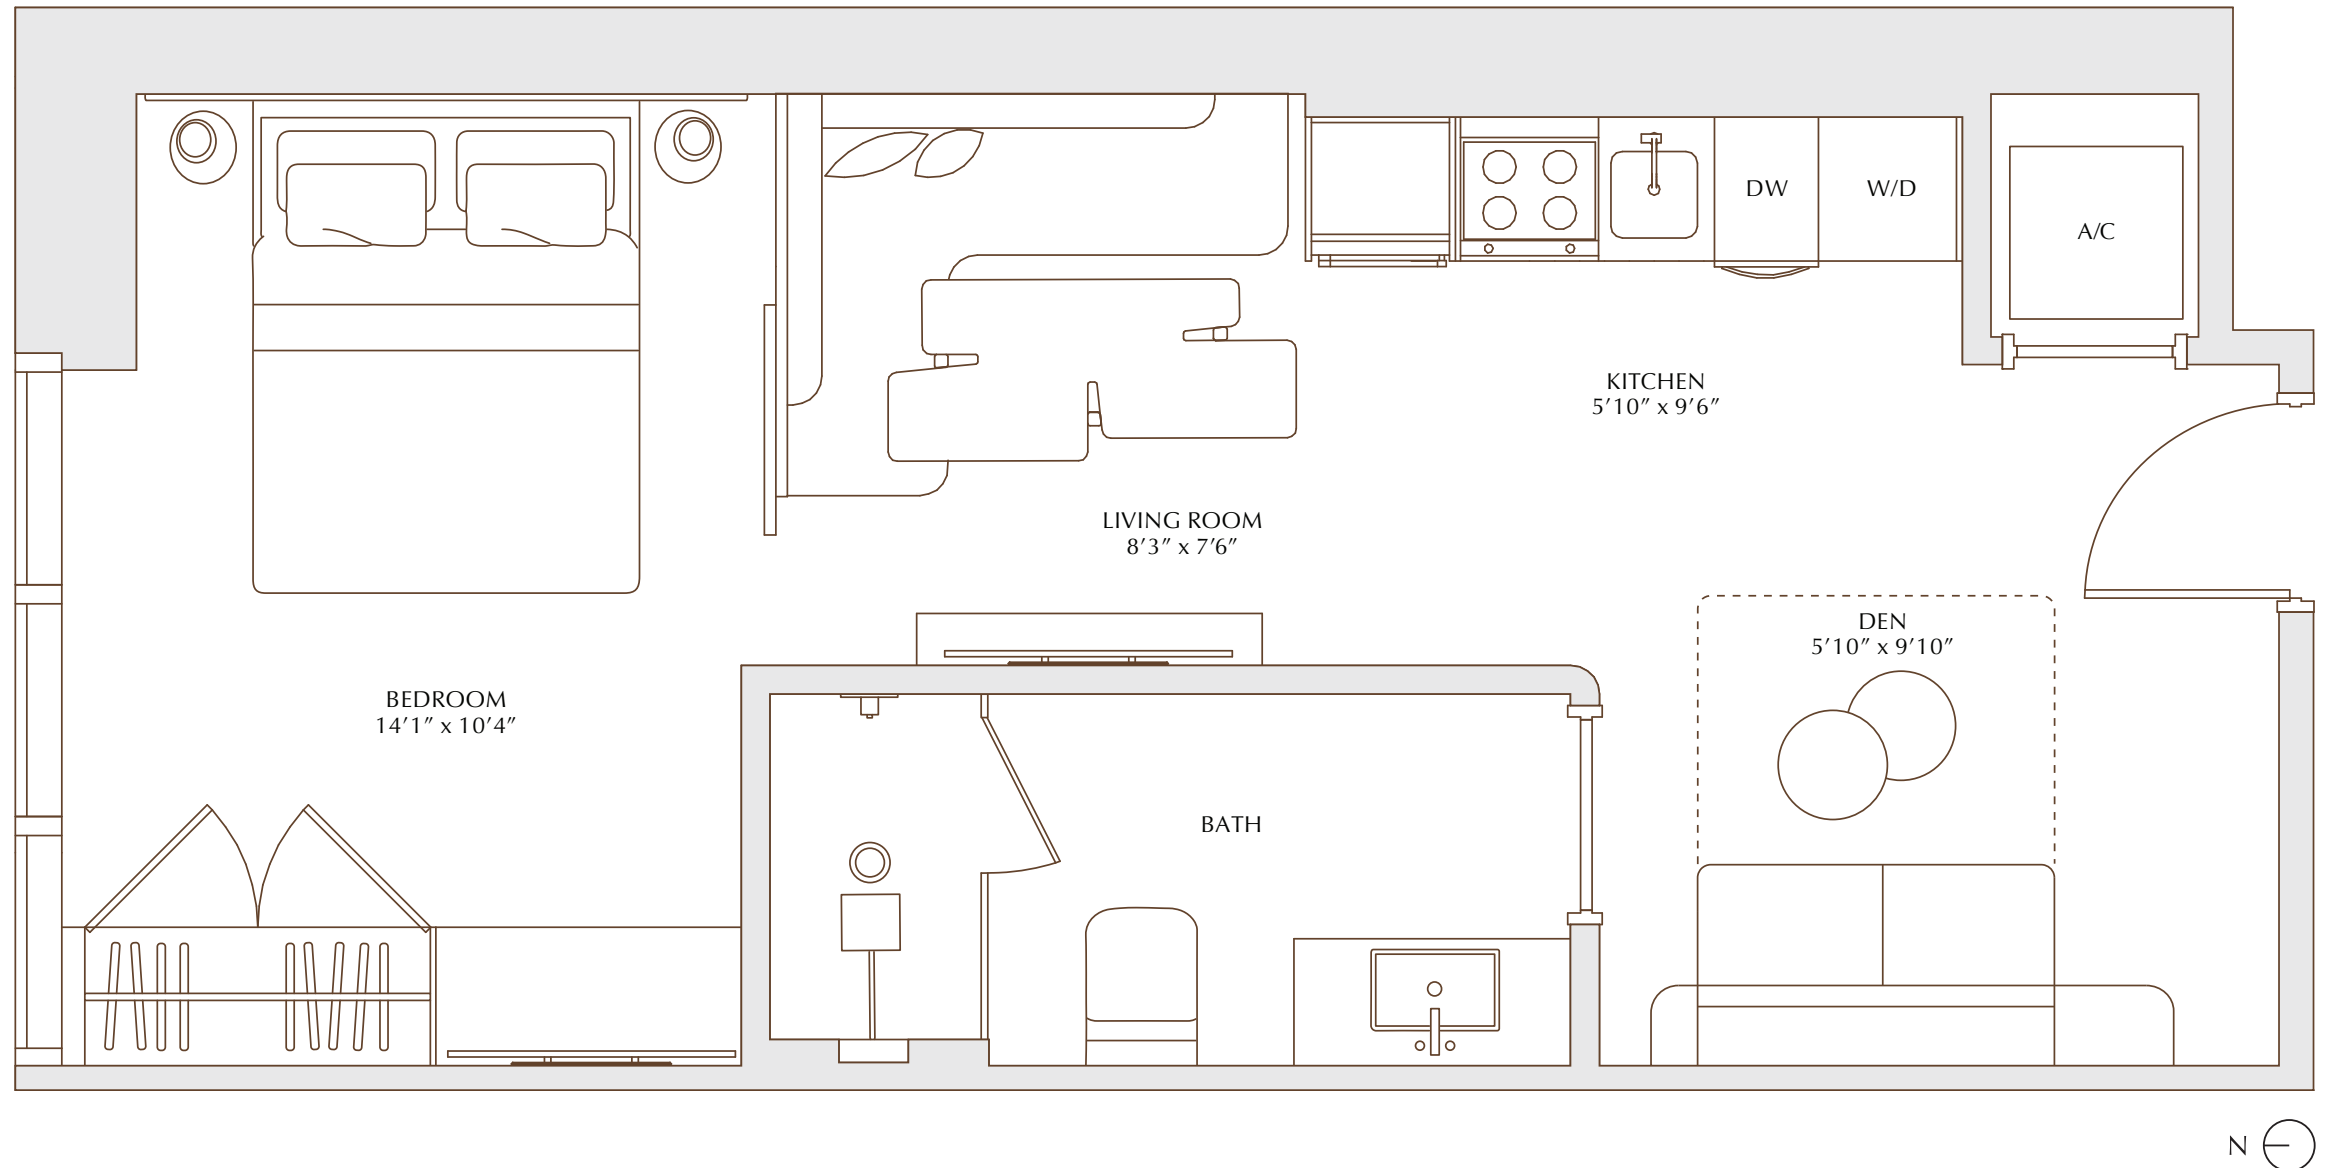 DW
W/D
A/C
KITCHEN
5’10” x 9’6”
LIVING ROOM
8’3” x 7’6”
DEN
5’10” x 9’10”
BEDROOM
14’1” x 10’4”
BATH
N